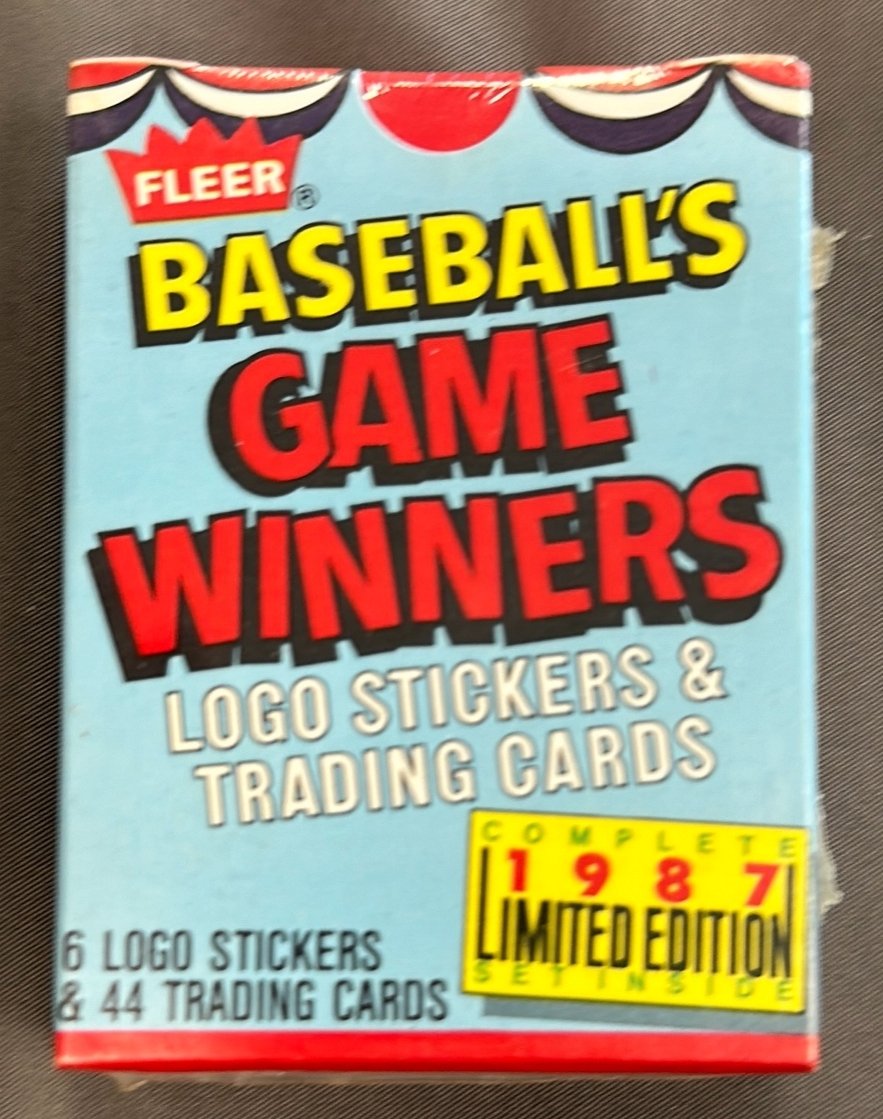 FLEER®
BASEBALL'S
GAME
WINNERS
LOGO STICKERS &
TRADING CARDS
COMPLETE
1987
LIMITED EDITION
SET INSIDE
6 LOGO STICKERS
& 44 TRADING CARDS